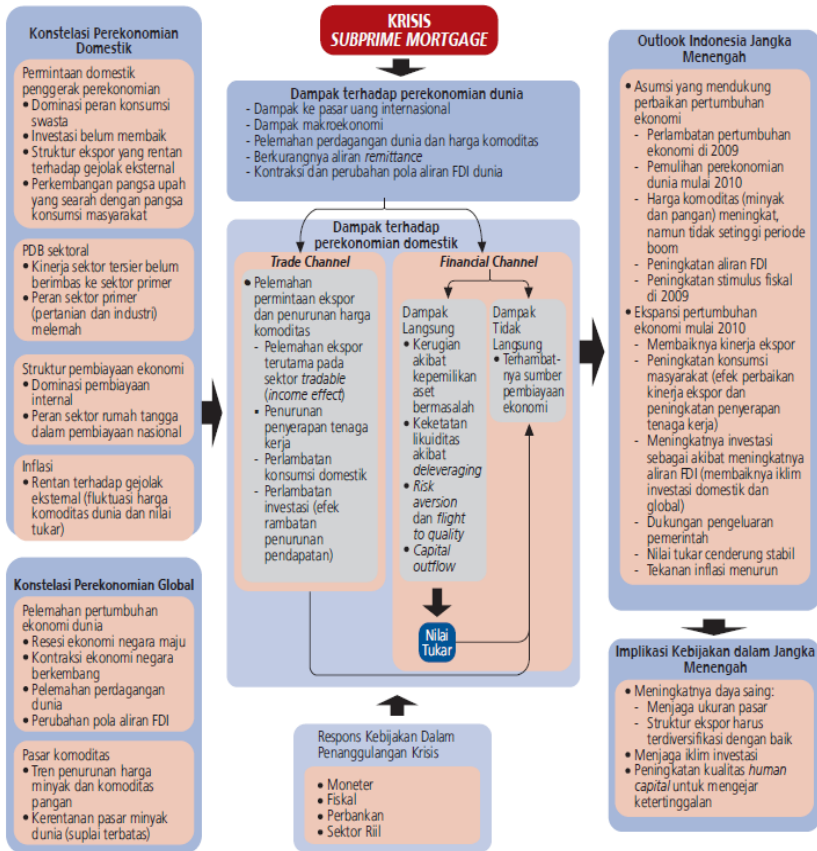 KRISIS
SUBPRIME MORTGAGE
Konstelasi Perekonomian
Domestik
Permintaan domestik
penggerak perekonomian
• Dominasi peran konsumsi
swasta
• Investasi belum membaik
• Struktur ekspor yang rentan
terhadap gejolak eksternal
• Perkembangan pangsa upah
yang searah dengan pangsa
konsumsi masyarakat
PDB sektoral
• Kinerja sektor tersier belum
berimbas ke sektor primer
• Peran sektor primer
(pertanian dan industri)
melemah
Struktur pembiayaan ekonomi
• Dominasi pembiayaan
internal
• Peran sektor rumah tangga
dalam pembiayaan nasional
Inflasi
• Rentan terhadap gejolak
eksternal (fluktuasi harga
komoditas dunia dan nilai
tukar)
Konstelasi Perekonomian Global
Pelemahan pertumbuhan
ekonomi dunia
• Resesi ekonomi negara maju
• Kontraksi ekonomi negara
berkembang
• Pelemahan perdagangan
dunia
• Perubahan pola aliran FDI
Pasar komoditas
• Tren penurunan harga
minyak dan komoditas
pangan
• Kerentanan pasar minyak
dunia (suplai terbatas)
Dampak terhadap perekonomian dunia
- Dampak ke pasar uang internasional
- Dampak makroekonomi
- Pelemahan perdagangan dunia dan harga komoditas
- Berkurangnya aliran remittance
- Kontraksi dan perubahan pola aliran FDI dunia
Dampak terhadap
perekonomian domestik
Trade Channel
• Pelemahan
permintaan ekspor
dan penurunan harga
komoditas
- Pelemahan ekspor
terutama pada
sektor tradable
(income effect)
▪ Penurunan
penyerapan tenaga
kerja
- Perlambatan
konsumsi domestik
- Perlambatan
investasi (efek
rambatan
penurunan
pendapatan)
Financial Channel
Dampak
Langsung
• Kerugian
akibat
kepemilikan
aset
bermasalah
• Keketatan
likuiditas
akibat
deleveraging
• Risk
aversion
dan flight
to quality
• Capital
outflow
Dampak
Tidak
Langsung
• Terhambat-
nya sumber
pembiayaan
ekonomi
Nilai
Tukar
Respons Kebijakan Dalam
Penanggulangan Krisis
• Moneter
• Fiskal
• Perbankan
• Sektor Riil
Outlook Indonesia Jangka
Menengah
• Asumsi yang mendukung
perbaikan pertumbuhan
ekonomi
- Perlambatan pertumbuhan
ekonomi di 2009
- Pemulihan perekonomian
dunia mulai 2010
- Harga komoditas (minyak
dan pangan) meningkat,
namun tidak setinggi periode
boom
- Peningkatan aliran FDI
- Peningkatan stimulus fiskal
di 2009
• Ekspansi pertumbuhan
ekonomi mulai 2010
- Membaiknya kinerja ekspor
- Peningkatan konsumsi
masyarakat (efek perbaikan
kinerja ekspor dan
peningkatan penyerapan
tenaga kerja)
- Meningkatnya investasi
sebagai akibat meningkatnya
aliran FDI (membaiknya iklim
investasi domestik dan
global)
- Dukungan pengeluaran
pemerintah
- Nilai tukar cenderung stabil
- Tekanan inflasi menurun
Implikasi Kebijakan dalam Jangka
Menengah
• Meningkatnya daya saing:
- Menjaga ukuran pasar
- Struktur ekspor harus
terdiversifikasi dengan baik
• Menjaga iklim investasi
• Peningkatan kualitas human
capital untuk mengejar
ketertinggalan